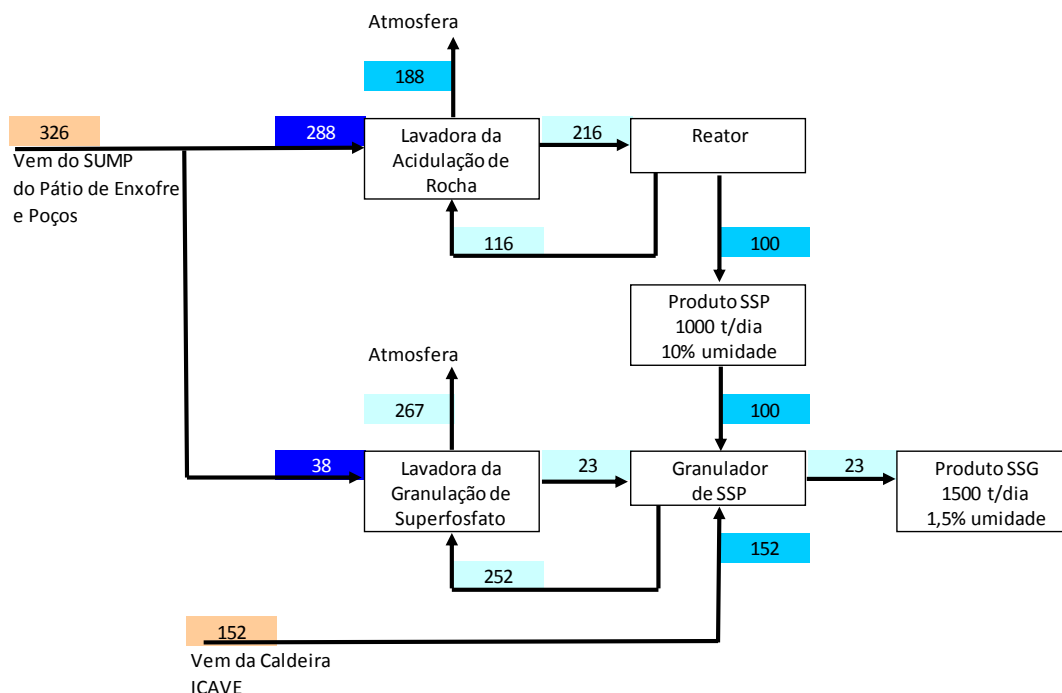 Atmosfera
188
326
288
Lavadora da
Acidulação de
Rocha
216
Reator
Vem do SUMP
do Pátio de Enxofre
e Poços
116
100
Produto SSP
1000 t/dia
10% umidade
Atmosfera
267
100
38
Lavadora da
Granulação de
Superfosfato
23
Granulador
de SSP
23
Produto SSG
1500 t/dia
1,5% umidade
252
152
152
Vem da Caldeira
ICAVE